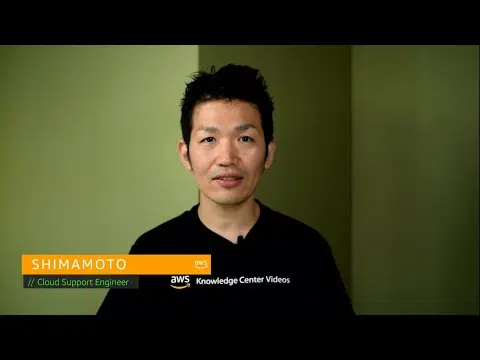 SHIMAMOTO
aws
// Cloud Support Engineer
aws Knowledge Center Videos